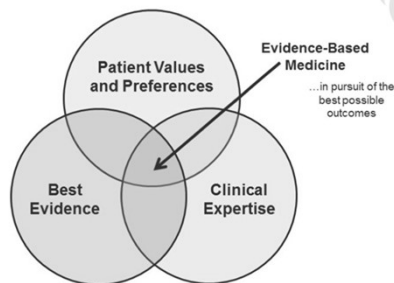 Patient Values
and Preferences
Evidence-Based
Medicine
...in pursuit of the
best possible
outcomes
Best
Evidence
Clinical
Expertise